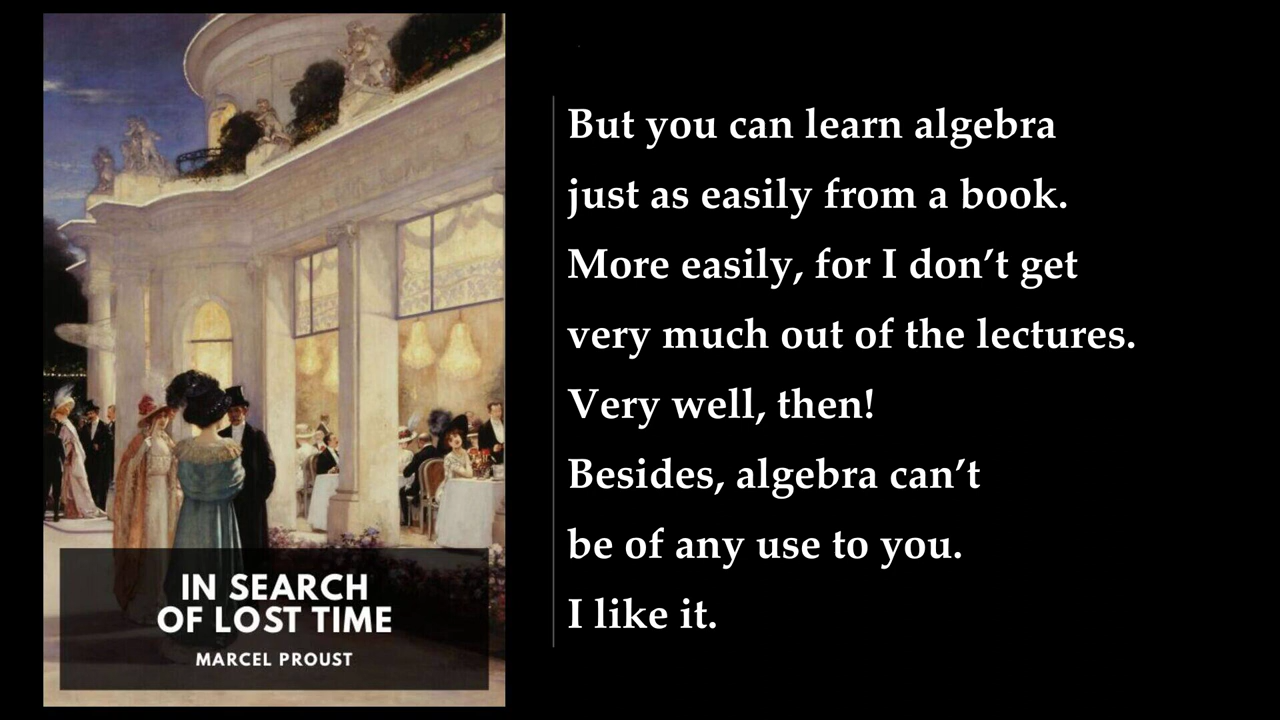 IN SEARCH
OF LOST TIME
MARCEL PROUST
But you can learn algebra
just as easily from a book.
More easily, for I don’t get
very much out of the lectures.
Very well, then!
Besides, algebra can’t
be of any use to you.
I like it.